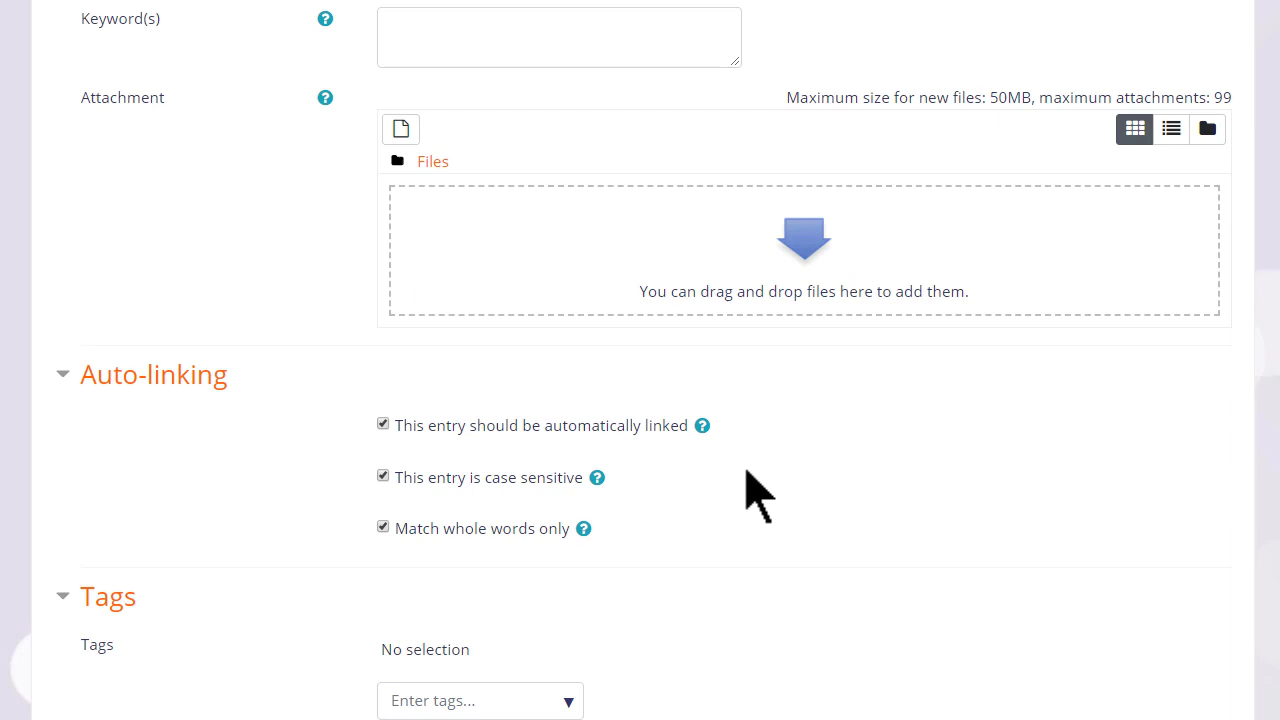 Keyword(s)
Attachment
Maximum size for new files: 50MB, maximum attachments: 99
Files
You can drag and drop files here to add them.
Auto-linking
This entry should be automatically linked
This entry is case sensitive
Match whole words only
Tags
Tags
No selection
Enter tags...